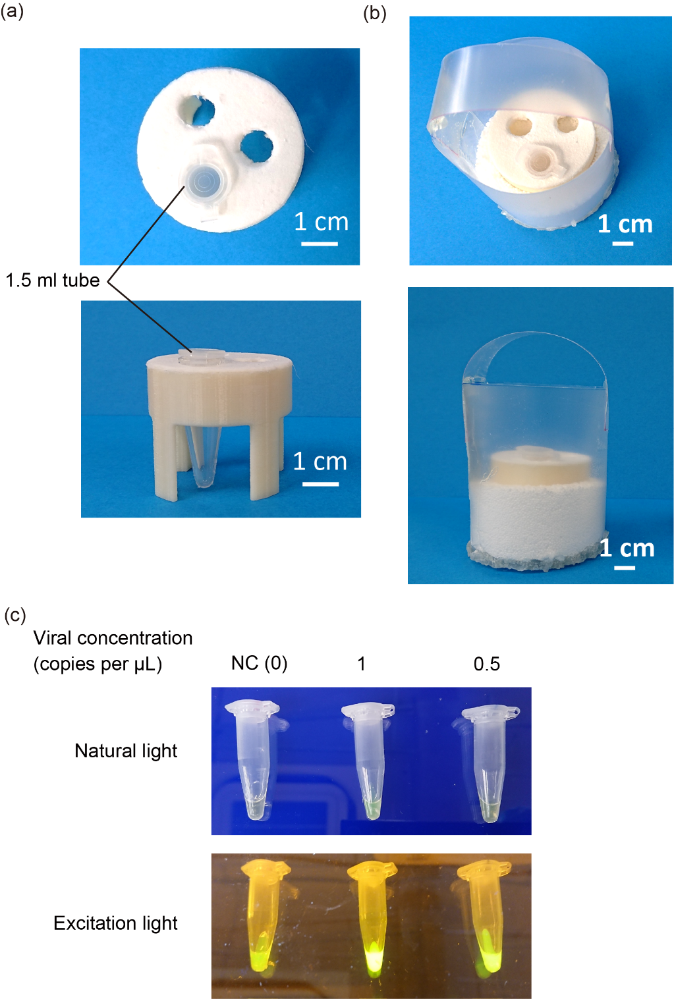 (a)
(b)
1 cm
1 cm
1.5 ml tube
1 cm
1 cm
(c)
Viral concentration
(copies per µL)
NC (0)
1
0.5
Natural light
Excitation light